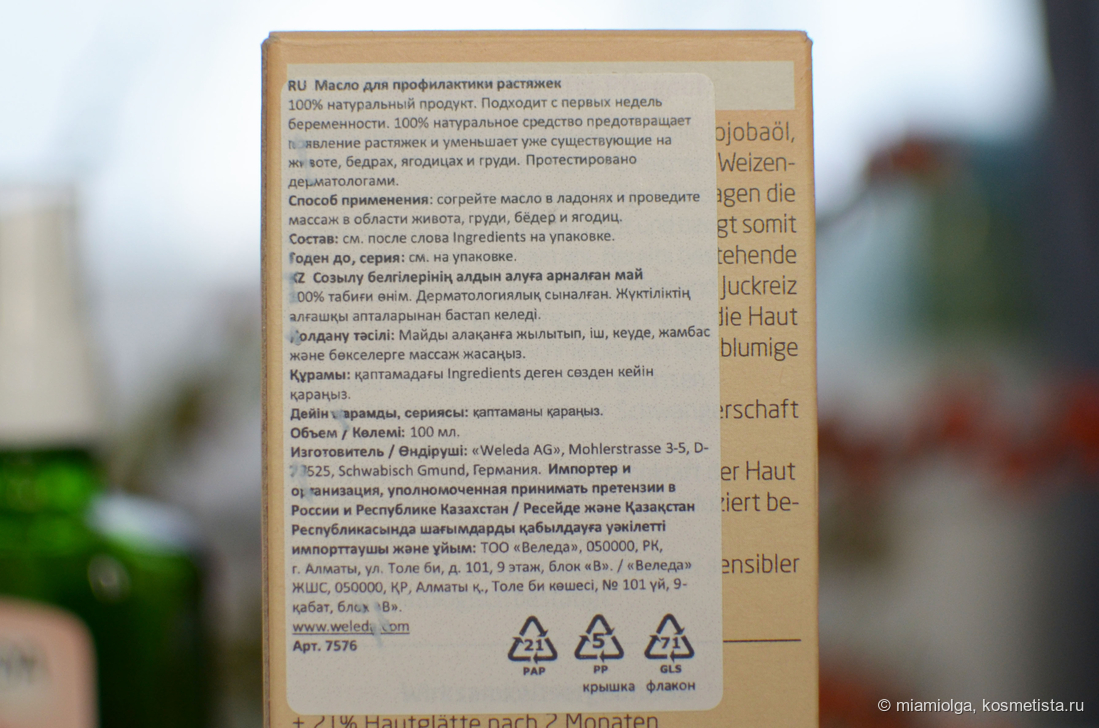 RU Масло для профилактики растяжек
100% натуральный продукт. Подходит с первых недель
беременности. 100% натуральное средство предотвращает
появление растяжек и уменьшает уже существующие на
животе, бедрах, ягодицах и груди. Протестировано
дерматологами.
Способ применения: согрейте масло в ладонях и проведите
массаж в области живота, груди, бёдер и ягодиц.
Состав: см. после слова Ingredients на упаковке.
Годен до, серия: см. на упаковке.
KZ Созылу белгілерінің алдын алуға арналған май
100% табиғи өнім. Дерматологиялық сыналған. Жүктіліктің
алғашқы апталарынан бастап келеді.
Қолдану тәсілі: Майды алақанға жылытып, іш, кеуде, жамбас
және бөкселерге массаж жасаңыз.
Құрамы: қаптамадағы Ingredients деген сөзден кейін
қараңыз.
Дейін жарамды, сериясы: қаптаманы қараңыз.
Объем / Көлемі: 100 мл.
Изготовитель / Өндіруші: «Weleda AG», Mohlerstrasse 3-5, D-
73525, Schwabisch Gmund, Германия. Импортер и
организация, уполномоченная принимать претензии в
России и Республике Казахстан / Ресейде және Қазақстан
Республикасында шағымдарды қабылдауға уәкілетті
импорттаушы және ұйым: ТОО «Веледа», 050000, РК,
г. Алматы, ул. Толе би, д. 101, 9 этаж, блок «В». / «Веледа»
ЖШС, 050000, ҚР, Алматы қ., Толе би көшесі, № 101 үй, 9-
қабат, блок «В».
www.weleda.com
Арт. 7576
21 5 71
PAP PP GLS
крышка флакон
ojobaöl,
Weizen-
agen die
gt somit
tehende
Juckreiz
die Haut
blumige
erschaft
er Haut
ziert be-
ensibler
+ 21% Hautglätte nach 2 Monaten
© miamiolga, kosmetista.ru